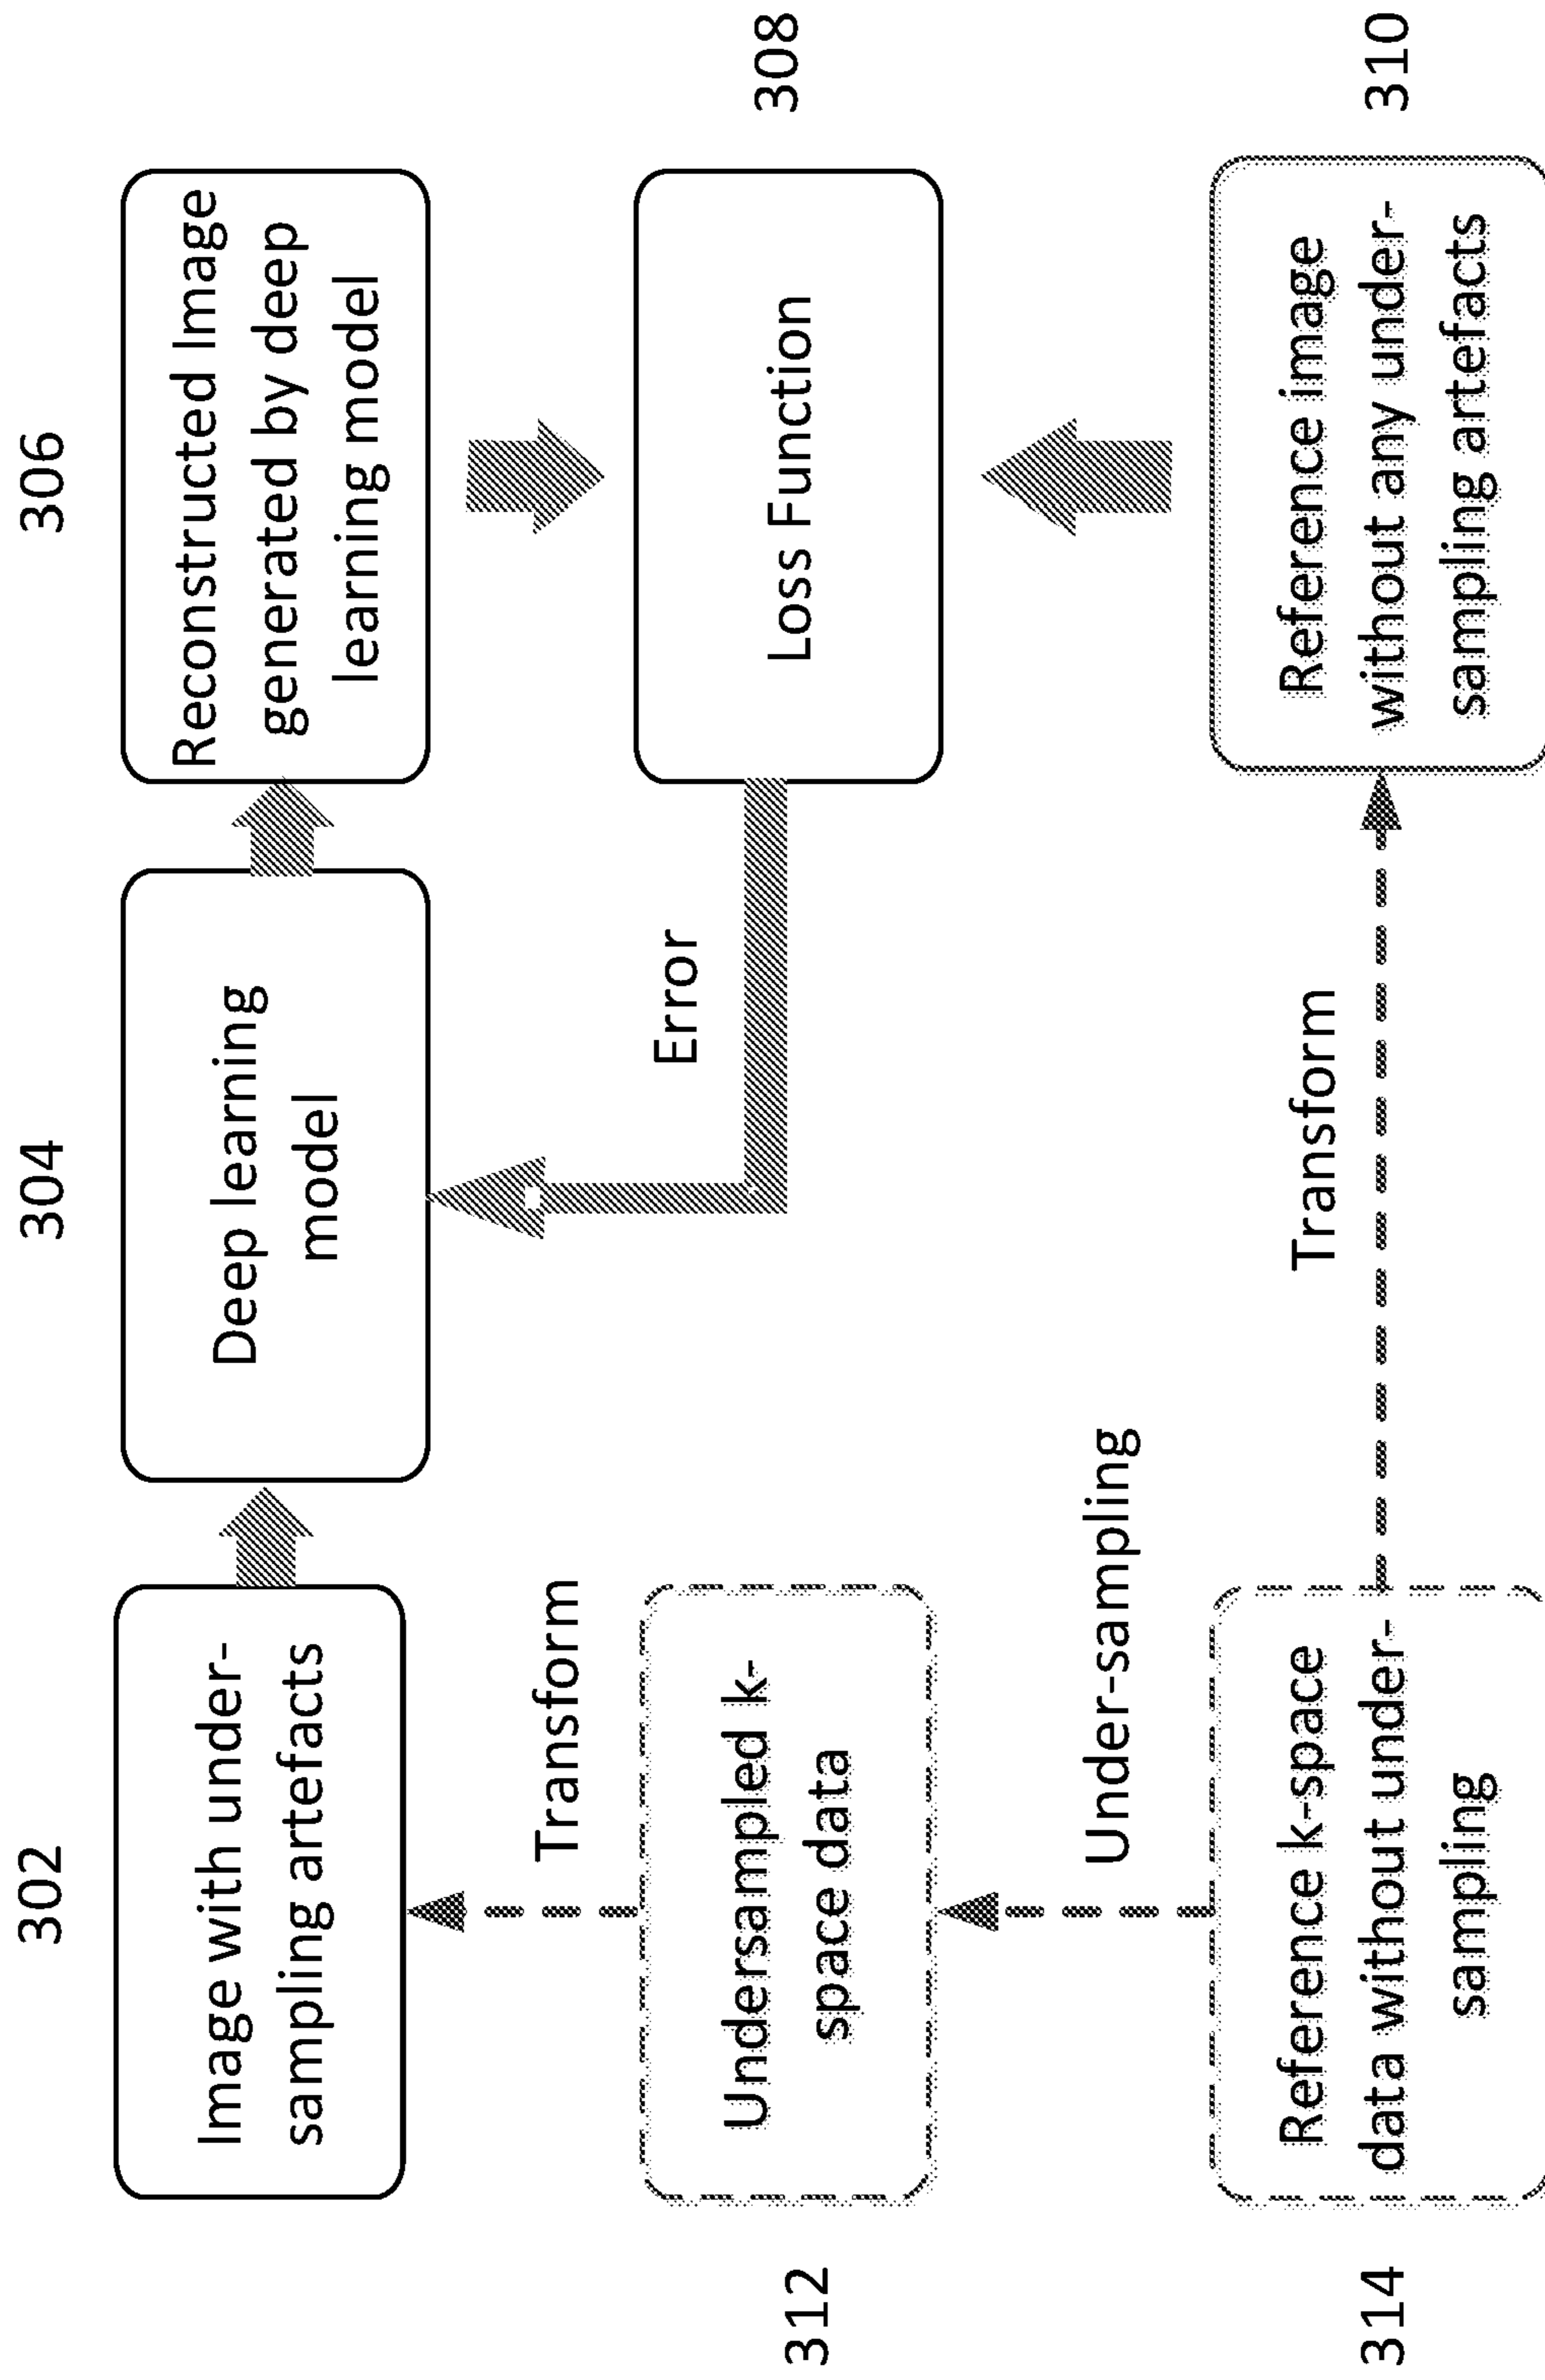 302
304
306
Image with under-
sampling artefacts
Deep learning
model
Reconstructed Image
generated by deep
learning model
Transform
Error
312
Undersampled k-
space data
Loss Function
308
Under-sampling
Transform
314
Reference k-space
data without under-
sampling
Reference image
without any under-
sampling artefacts
310